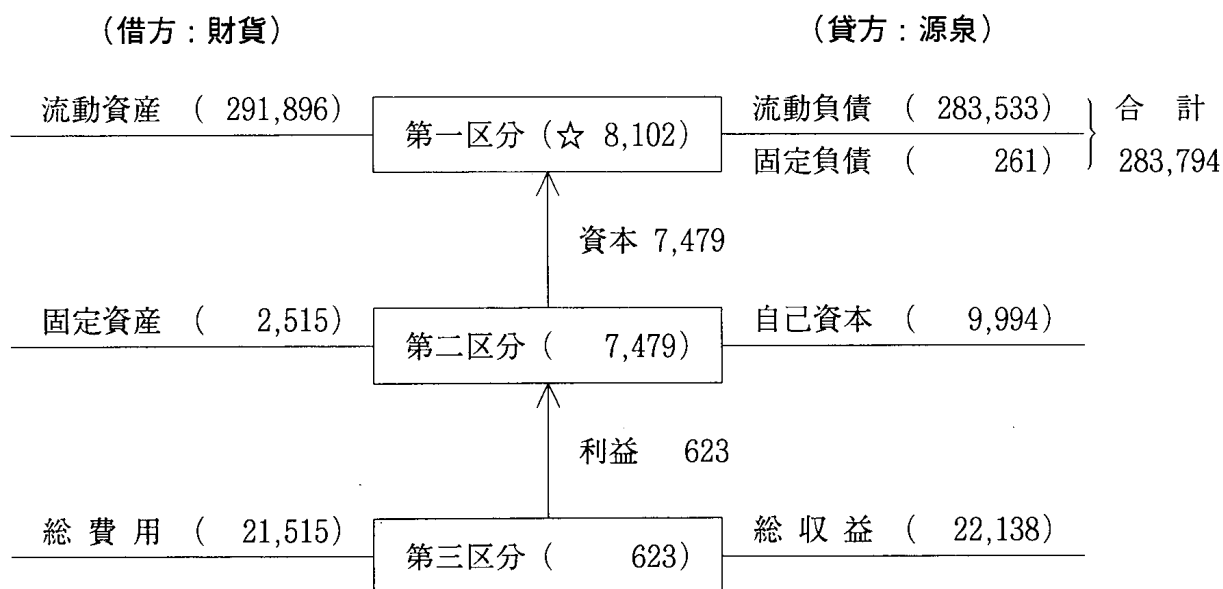 （借方：財貨） （貸方：源泉）
流動資産 （ 291,896） 第一区分（☆ 8,102） 流動負債 （ 283,533） 合 計
固定負債 （ 261） 283,794
資本 7,479
固定資産 （ 2,515） 第二区分（ 7,479） 自己資本 （ 9,994）
利益 623
総費用 （ 21,515） 第三区分（ 623） 総収益 （ 22,138）